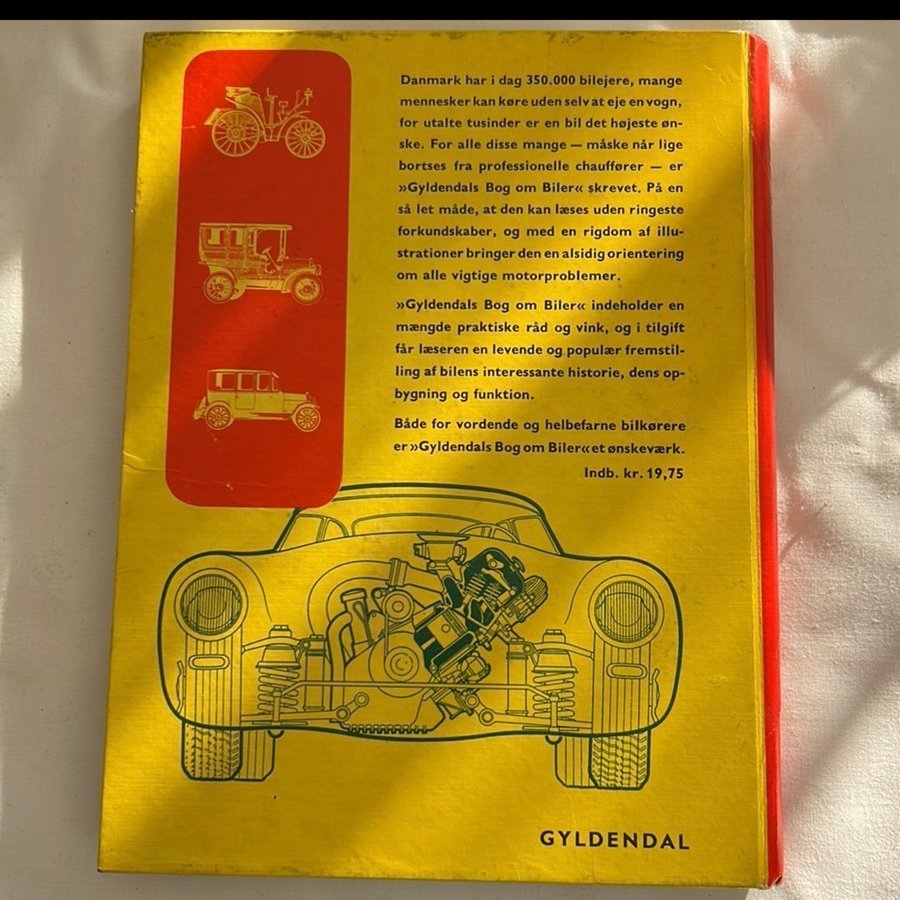 Danmark har i dag 350.000 bilejere, mange
mennesker kan køre uden selv at eje en vogn,
for utalte tusinder er en bil det højeste øn-
ske. For alle disse mange — måske når lige
bortses fra professionelle chauffører — er
»Gyldendals Bog om Biler« skrevet. På en
så let måde, at den kan læses uden ringeste
forkundskaber, og med en rigdom af illu-
strationer bringer den en alsidig orientering
om alle vigtige motorproblemer.
»Gyldendals Bog om Biler« indeholder en
mængde praktiske råd og vink, og i tilgift
får læseren en levende og populær fremstil-
ling af bilens interessante historie, dens op-
bygning og funktion.
Både for vordende og helbefarne bilkørere
er »Gyldendals Bog om Biler« et ønskeværk.
Indb. kr. 19,75
GYLDENDAL